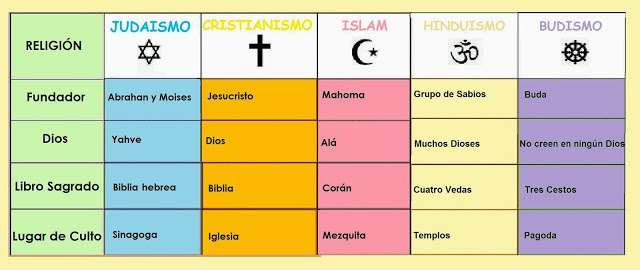 RELIGIÓN JUDAISMO CRISTIANISMO ISLAM HINDUISMO BUDISMO
Fundador Abrahan y Moises Jesucristo Mahoma Grupo de Sabios Buda
Dios Yahve Dios Alá Muchos Dioses No creen en ningún Dios
Libro Sagrado Biblia hebrea Biblia Corán Cuatro Vedas Tres Cestos
Lugar de Culto Sinagoga Iglesia Mezquita Templos Pagoda